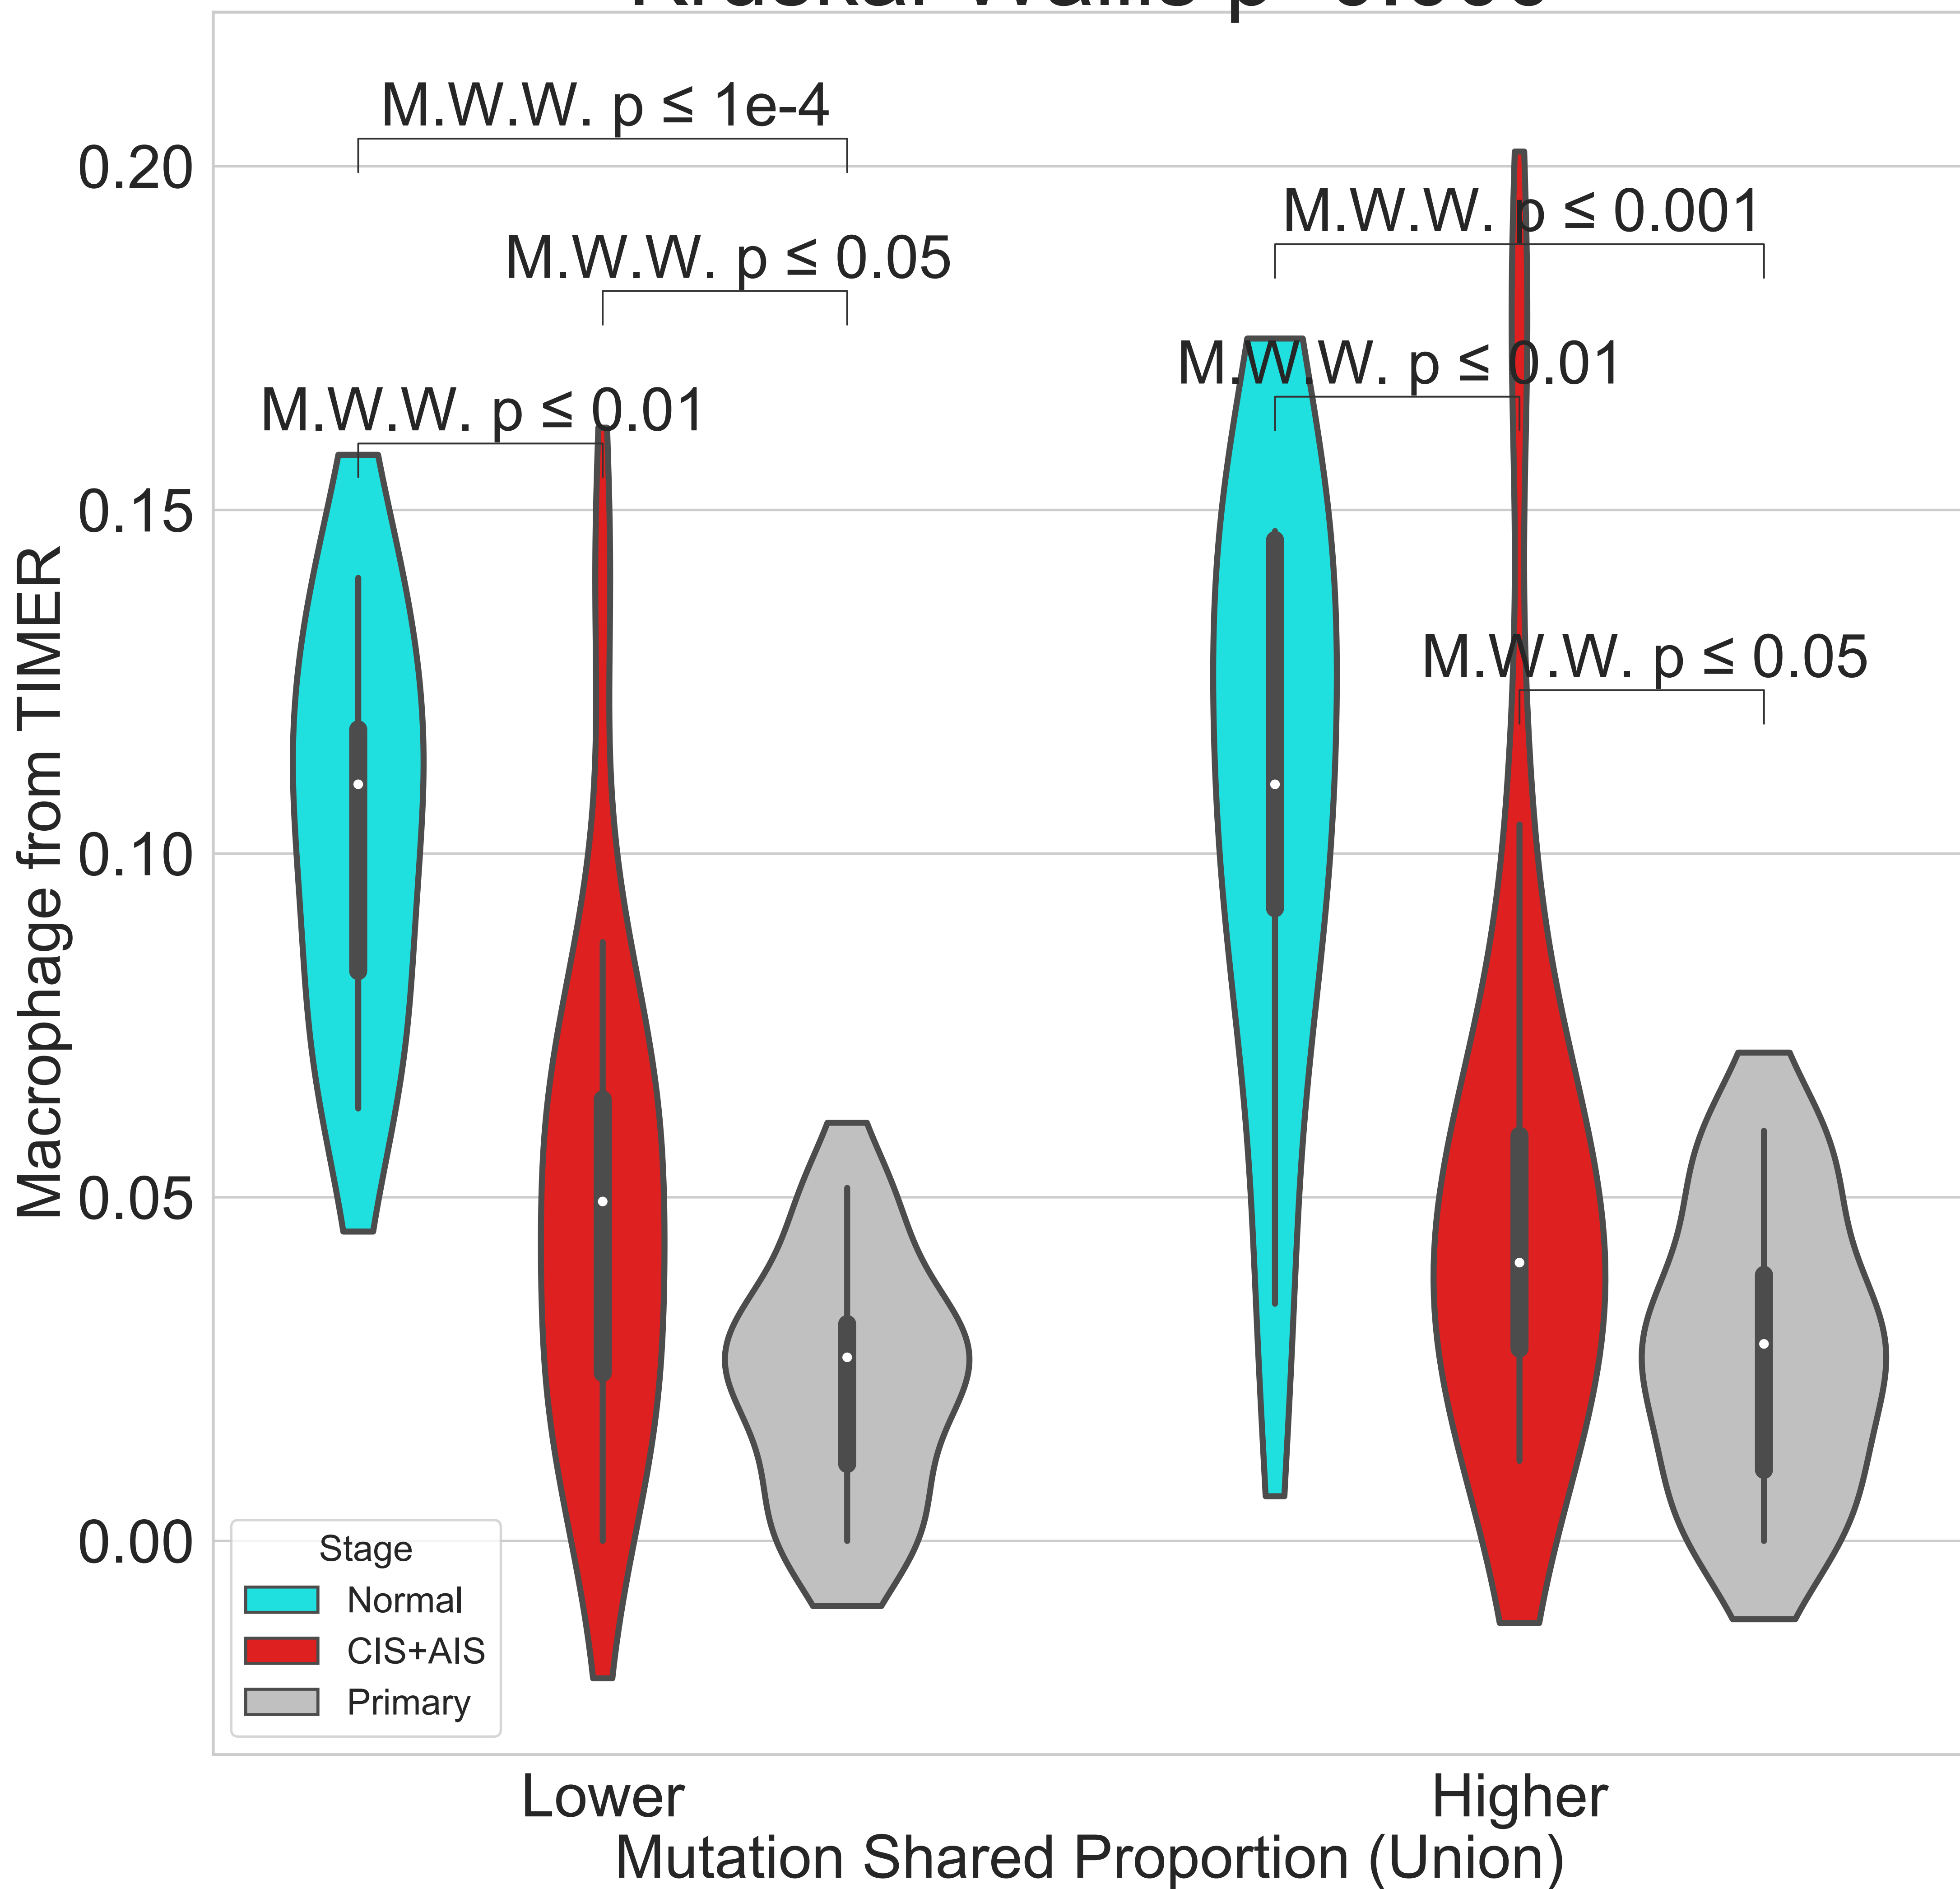 M.W.W. p ≤ 1e-4
0.20
M.W.W. p ≤ 0.001
M.W.W. p ≤ 0.05
M.W.W. p ≤ 0.01
M.W.W. p ≤ 0.01
0.15
M.W.W. p ≤ 0.05
Macrophage from TIMER
0.10
0.05
0.00
Stage
Normal
CIS+AIS
Primary
Lower
Higher
Mutation Shared Proportion (Union)